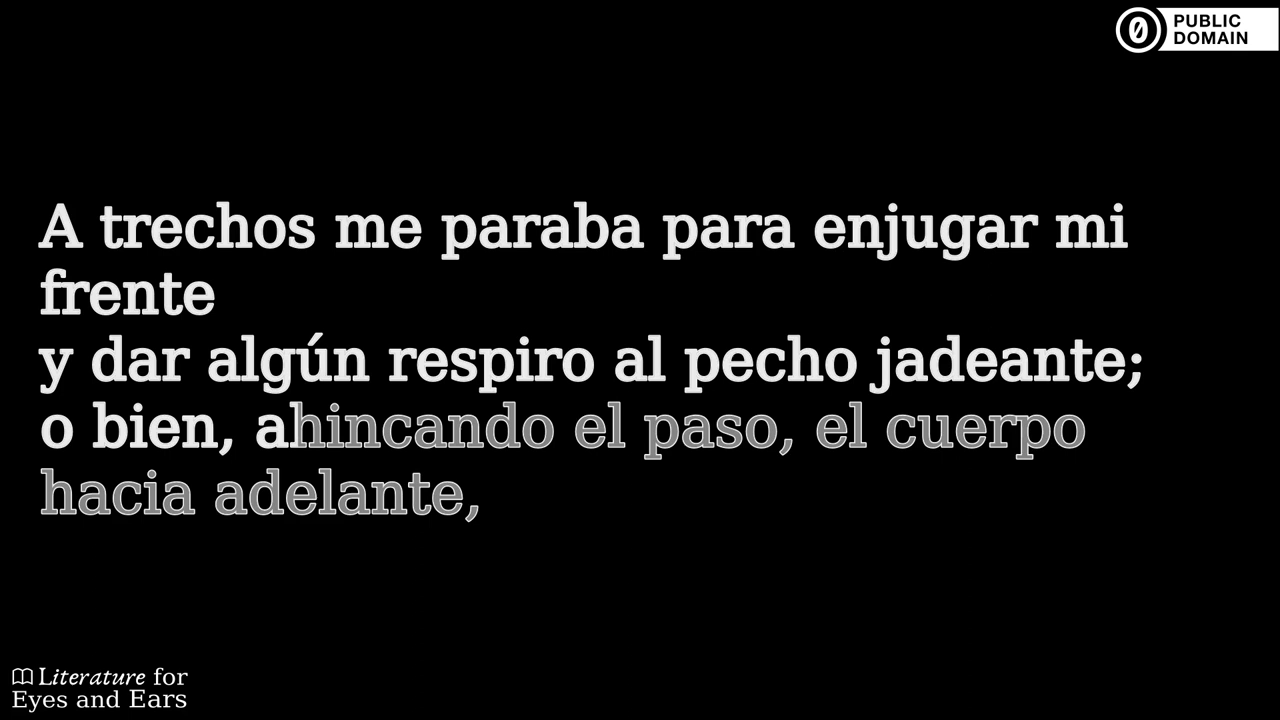 PUBLIC
DOMAIN
A trechos me paraba para enjugar mi
frente
y dar algún respiro al pecho jadeante;
o bien, ahincando el paso, el cuerpo
hacia adelante,
Literature for
Eyes and Ears